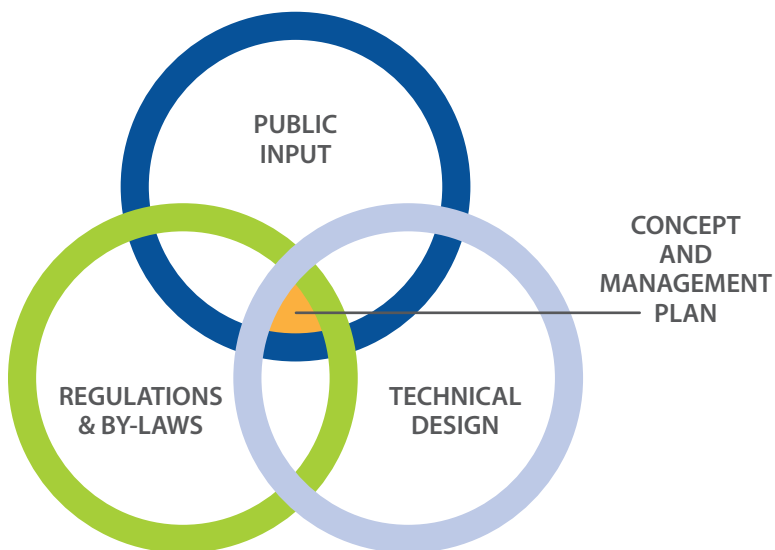 PUBLIC
INPUT
CONCEPT
AND
MANAGEMENT
PLAN
REGULATIONS
& BY-LAWS
TECHNICAL
DESIGN